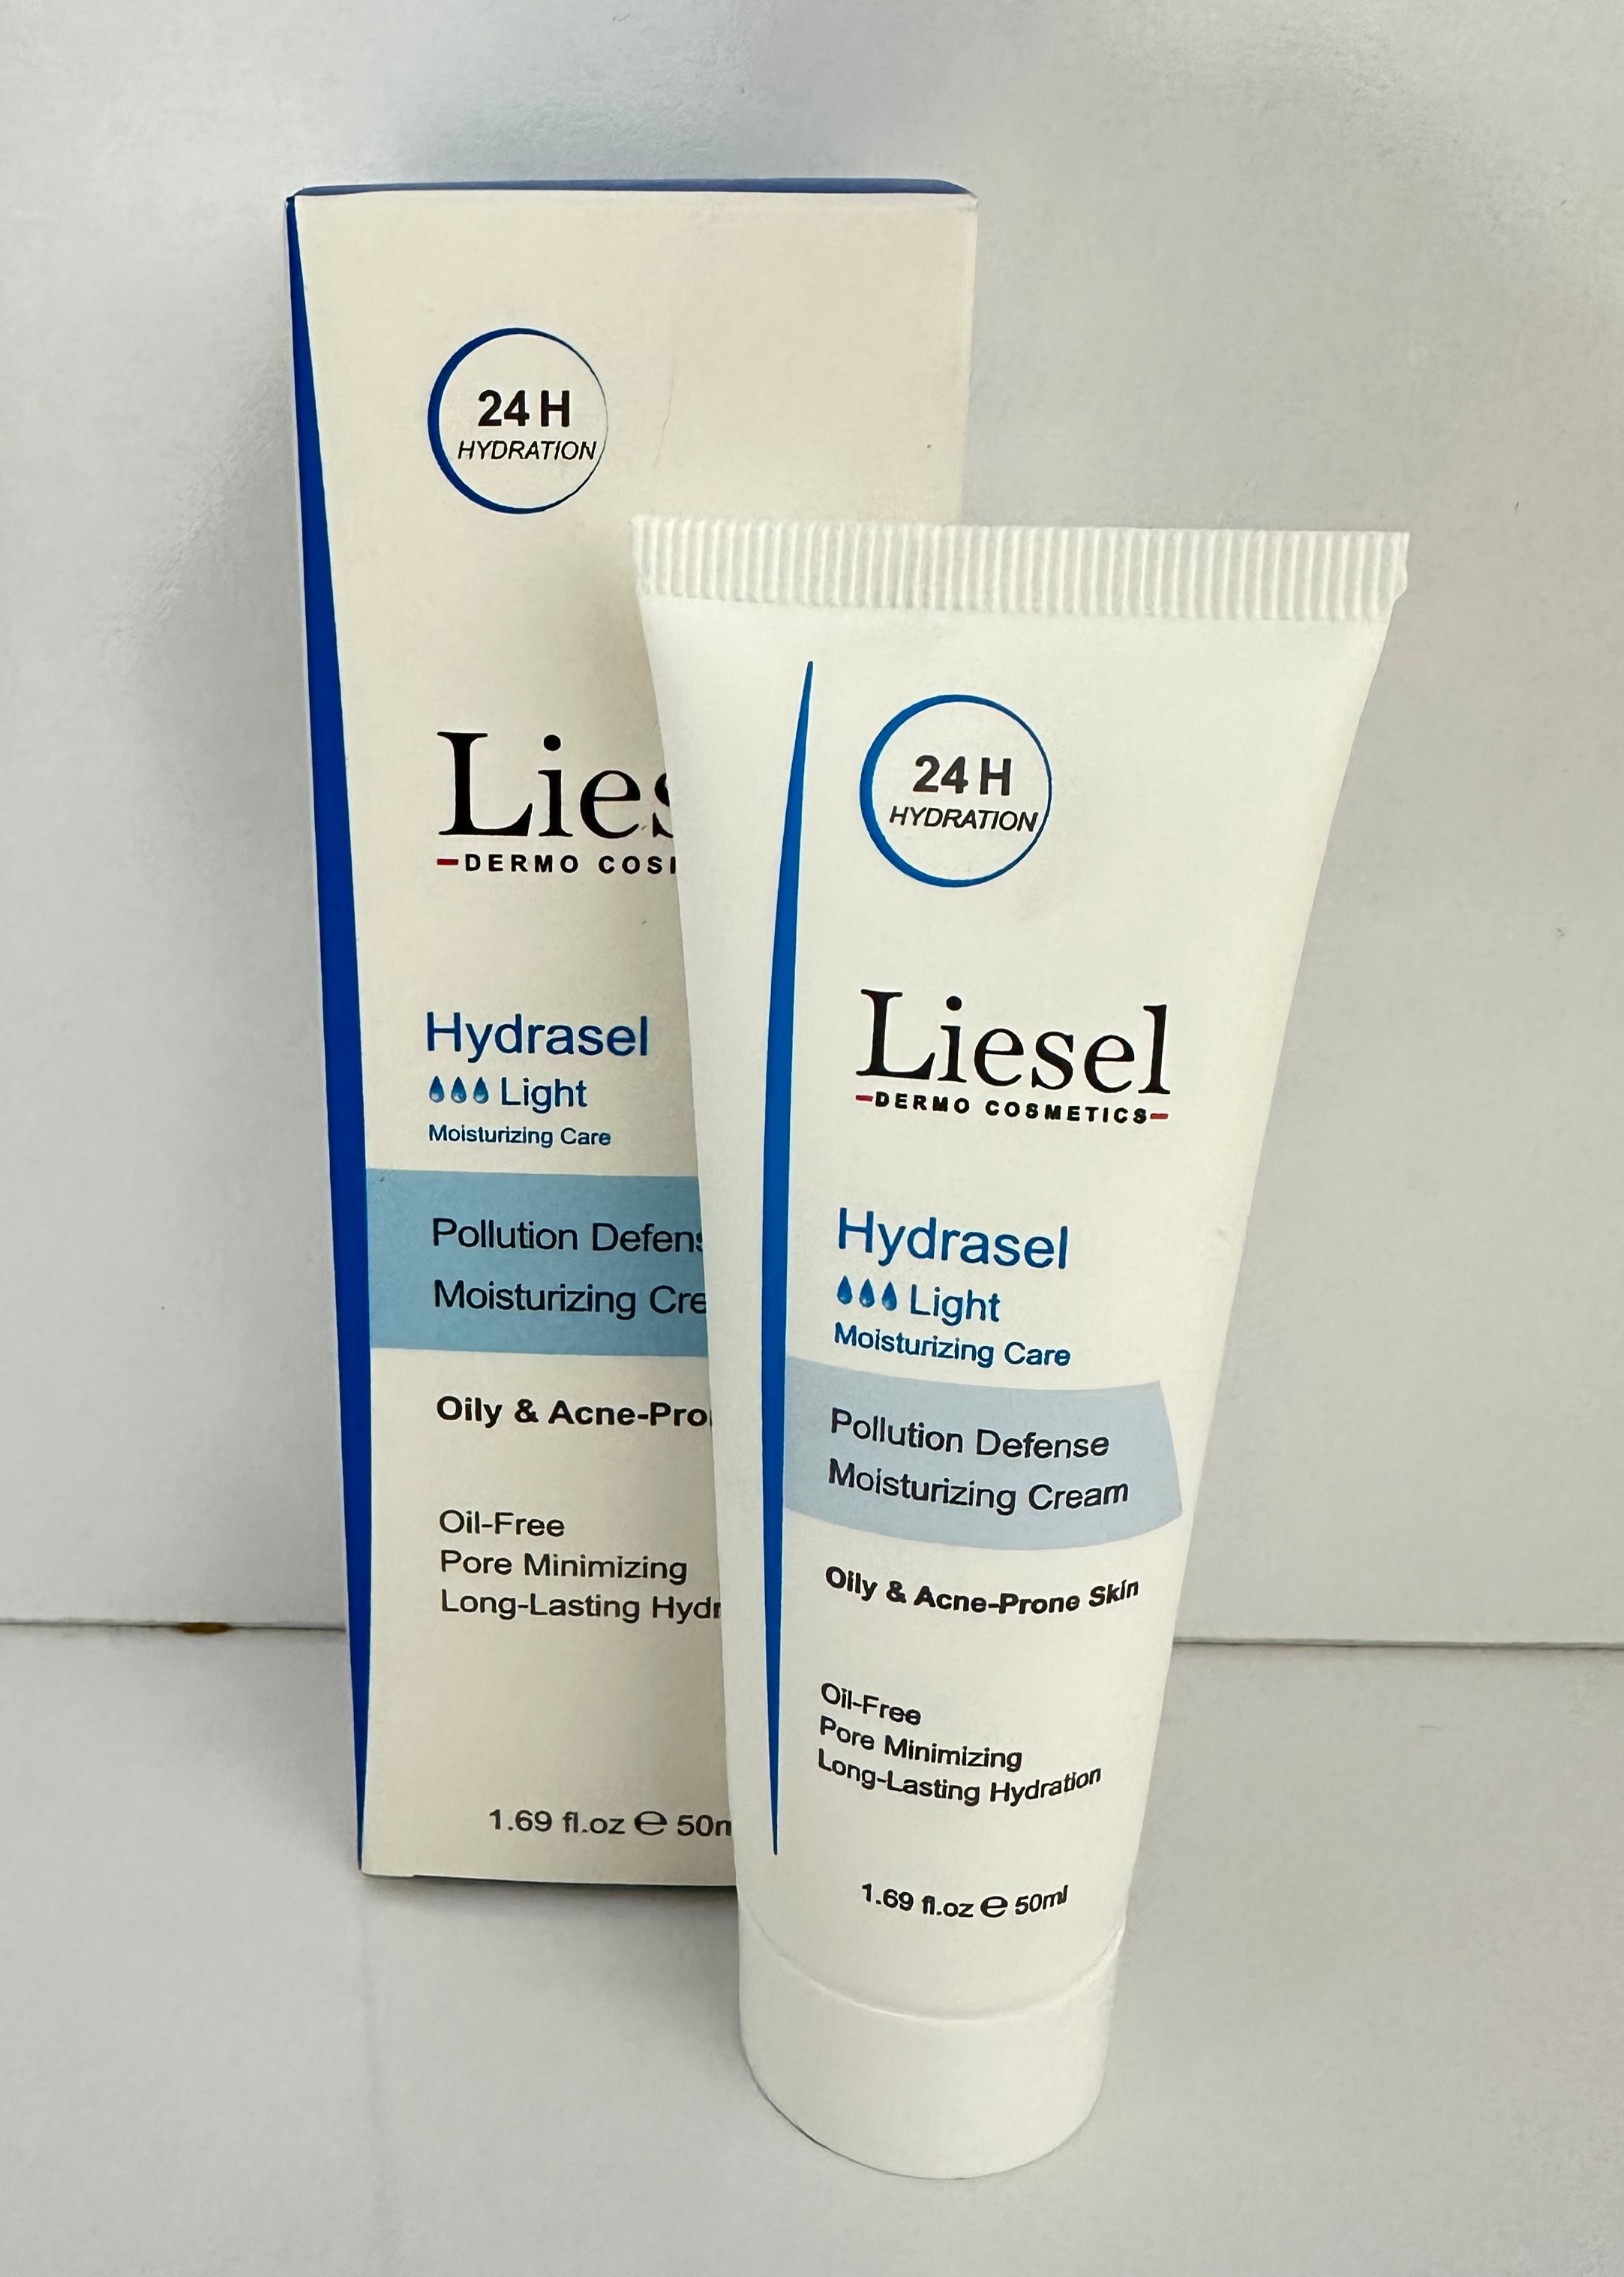 24 H
HYDRATION
Lies
DERMO COS
Hydrasel
Light
Moisturizing Care
Pollution Defens
Moisturizing Cre
Oily & Acne-Pro
Oil-Free
Pore Minimizing
Long-Lasting Hydr
1.69 fl.oz ℮ 50m
24 H
HYDRATION
Liesel
DERMO COSMETICS
Hydrasel
Light
Moisturizing Care
Pollution Defense
Moisturizing Cream
Oily & Acne-Prone Skin
Oil-Free
Pore Minimizing
Long-Lasting Hydration
1.69 fl.oz ℮ 50ml